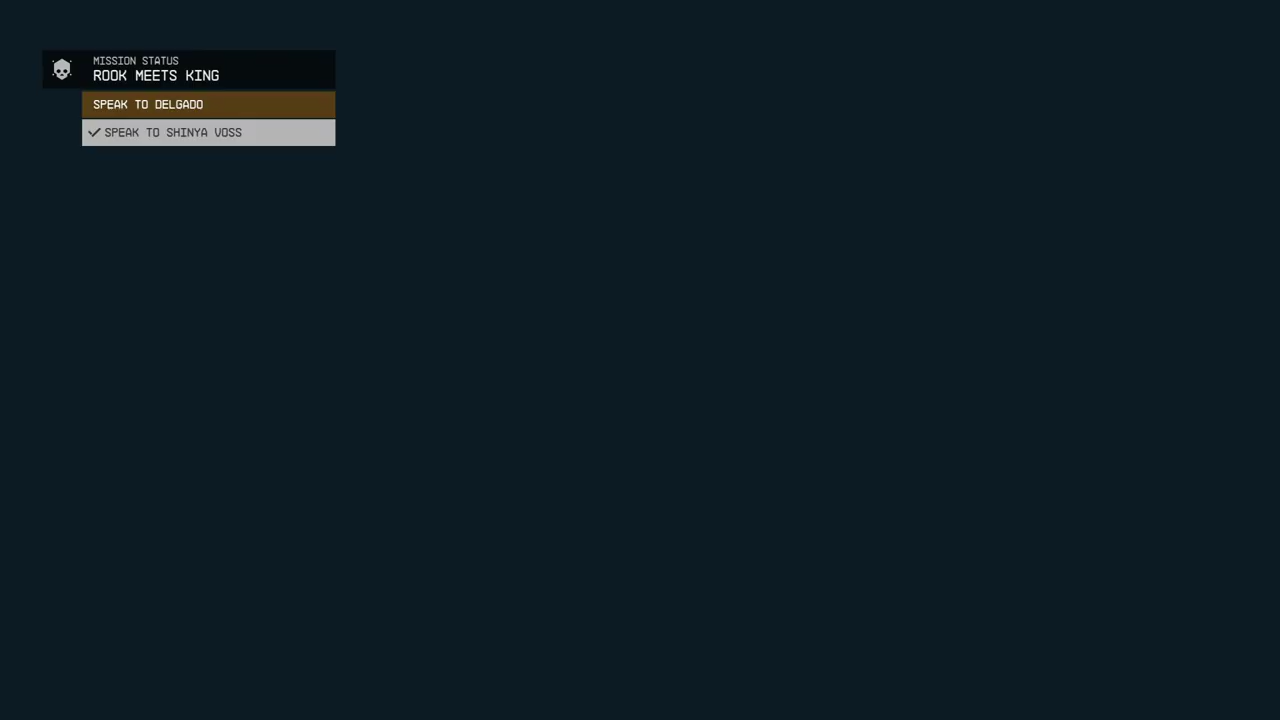 MISSION STATUS
ROOK MEETS KING
SPEAK TO DELGADO
SPEAK TO SHINYA VOSS